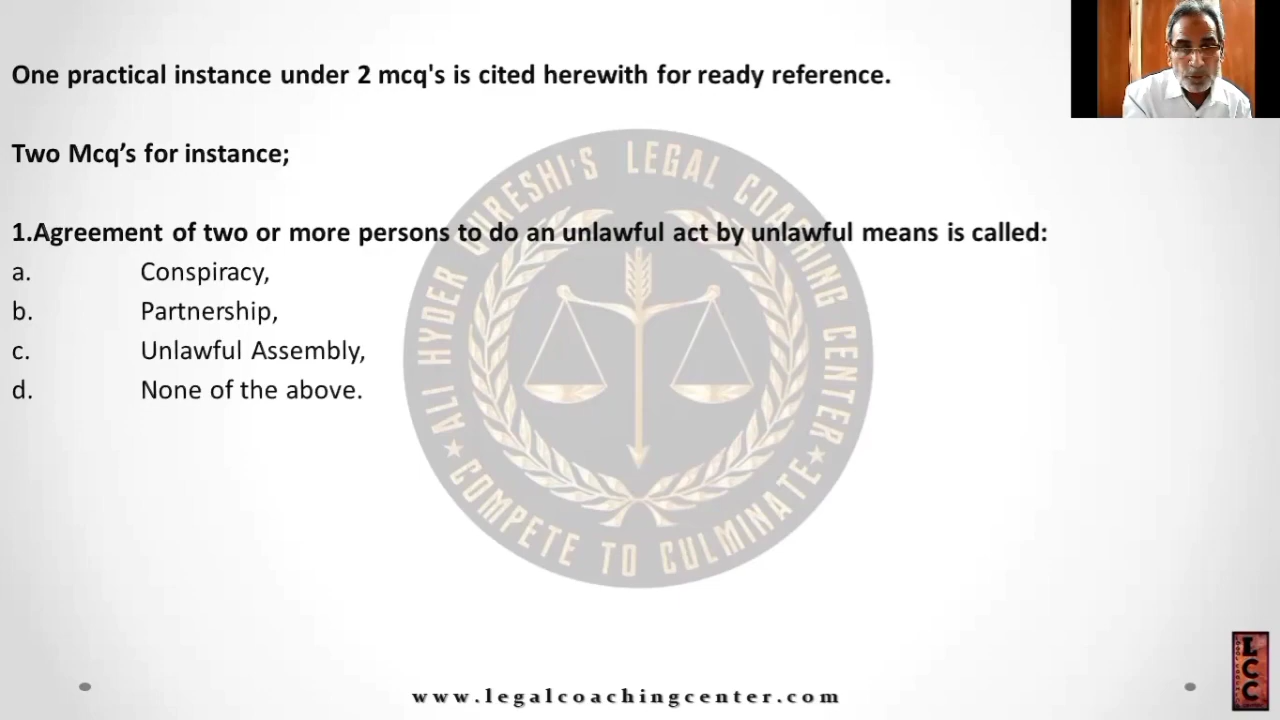 One practical instance under 2 mcq's is cited herewith for ready reference.
Two Mcq’s for instance;
1.Agreement of two or more persons to do an unlawful act by unlawful means is called:
a. Conspiracy,
b. Partnership,
c. Unlawful Assembly,
d. None of the above.
ALI HYDER QURESHI'S LEGAL COACHING CENTER
COMPETE TO CULMINATE
www.legalcoachingcenter.com
LCC